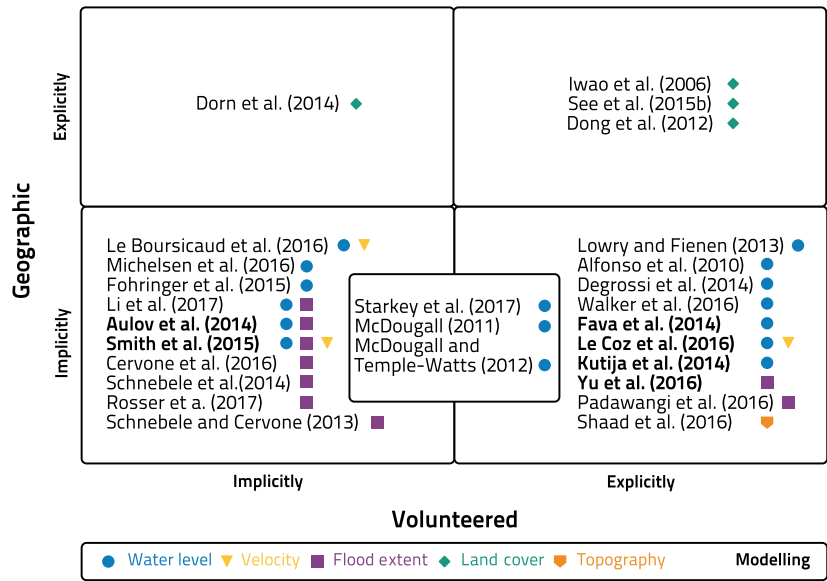 Geographic
Explicitly
Dorn et al. (2014)
Iwao et al. (2006)
See et al. (2015b)
Dong et al. (2012)
Implicitly
Le Boursicaud et al. (2016)
Michelsen et al. (2016)
Fohringer et al. (2015)
Li et al. (2017)
Aulov et al. (2014)
Smith et al. (2015)
Cervone et al. (2016)
Schnebele et al.(2014)
Rosser et a. (2017)
Schnebele and Cervone (2013)
Starkey et al. (2017)
McDougall (2011)
McDougall and
Temple-Watts (2012)
Lowry and Fienen (2013)
Alfonso et al. (2010)
Degrossi et al. (2014)
Walker et al. (2016)
Fava et al. (2014)
Le Coz et al. (2016)
Kutija et al. (2014)
Yu et al. (2016)
Padawangi et al. (2016)
Shaad et al. (2016)
Implicitly
Explicitly
Volunteered
Water level Velocity Flood extent Land cover Topography Modelling